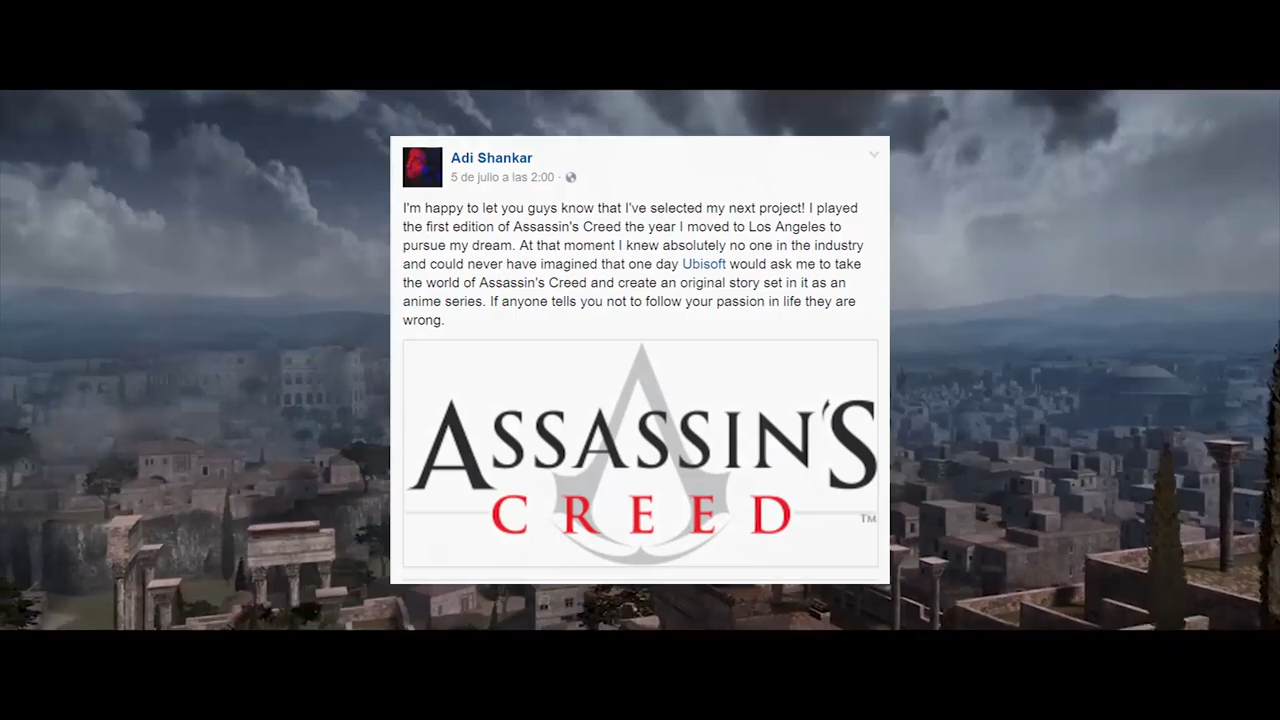 Adi Shankar
5 de julio a las 2:00 ·
I'm happy to let you guys know that I've selected my next project! I played
the first edition of Assassin's Creed the year I moved to Los Angeles to
pursue my dream. At that moment I knew absolutely no one in the industry
and could never have imagined that one day Ubisoft would ask me to take
the world of Assassin's Creed and create an original story set in it as an
anime series. If anyone tells you not to follow your passion in life they are
wrong.
ASSASSIN'S
CREED
TM